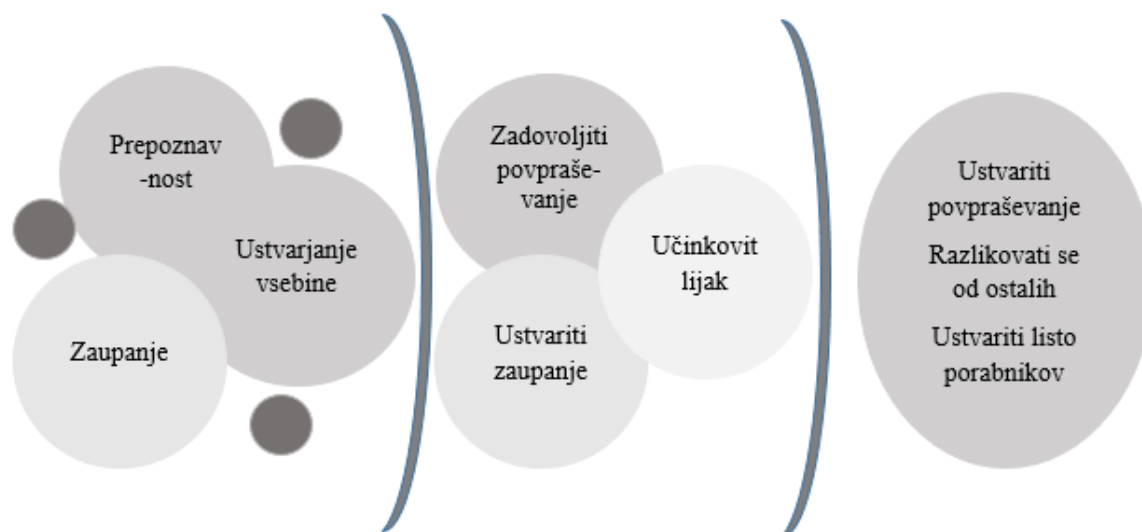 Prepoznav
-nost
Ustvarjanje
vsebine
Zaupanje
Zadovoljiti
povpraše-
vanje
Učinkovit
lijak
Ustvariti
zaupanje
Ustvariti
povpraševanje
Razlikovati se
od ostalih
Ustvariti listo
porabnikov